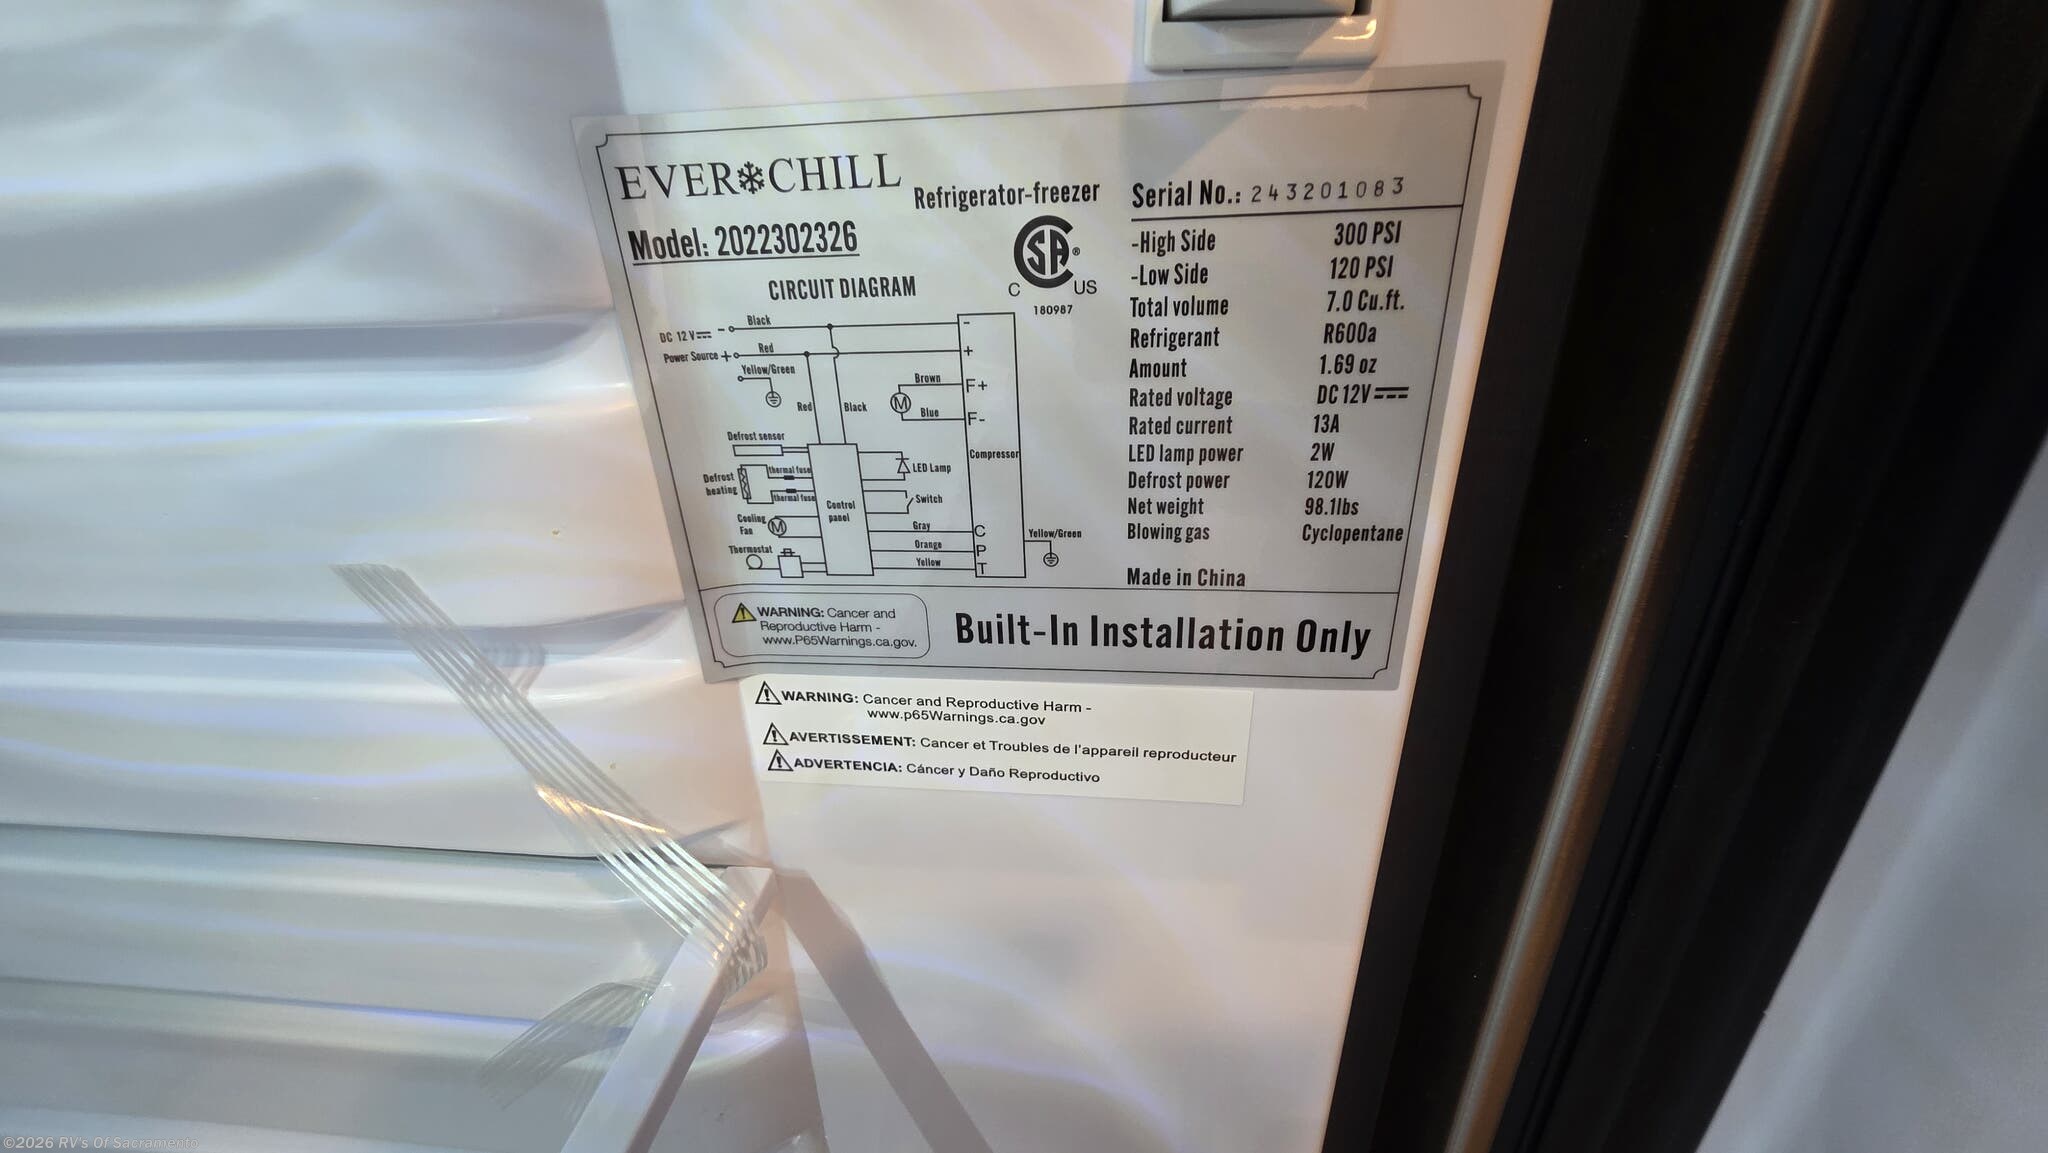 EVER CHILL
Refrigerator-freezer
Model: 2022302326
CSA®
C US
180987
CIRCUIT DIAGRAM
DC 12 V - Black
Power Source + Red
Yellow/Green
Red
Black
Brown
M
Blue
-
+
F+
F-
Compressor
Defrost sensor
Defrost heating
thermal fuse
thermal fuse
LED Lamp
Switch
Control
panel
Cooling
Fan
M
Thermostat
Gray
Orange
Yellow
C
P
T
Yellow/Green
Serial No.: 243201083
-High Side 300 PSI
-Low Side 120 PSI
Total volume 7.0 Cu.ft.
Refrigerant R600a
Amount 1.69 oz
Rated voltage DC 12V
Rated current 13A
LED lamp power 2W
Defrost power 120W
Net weight 98.1lbs
Blowing gas Cyclopentane
Made in China
WARNING: Cancer and
Reproductive Harm -
www.P65Warnings.ca.gov.
Built-In Installation Only
WARNING: Cancer and Reproductive Harm -
www.p65Warnings.ca.gov
AVERTISSEMENT: Cancer et Troubles de l'appareil reproducteur
ADVERTENCIA: Cáncer y Daño Reproductivo
©2026 RV's Of Sacramento